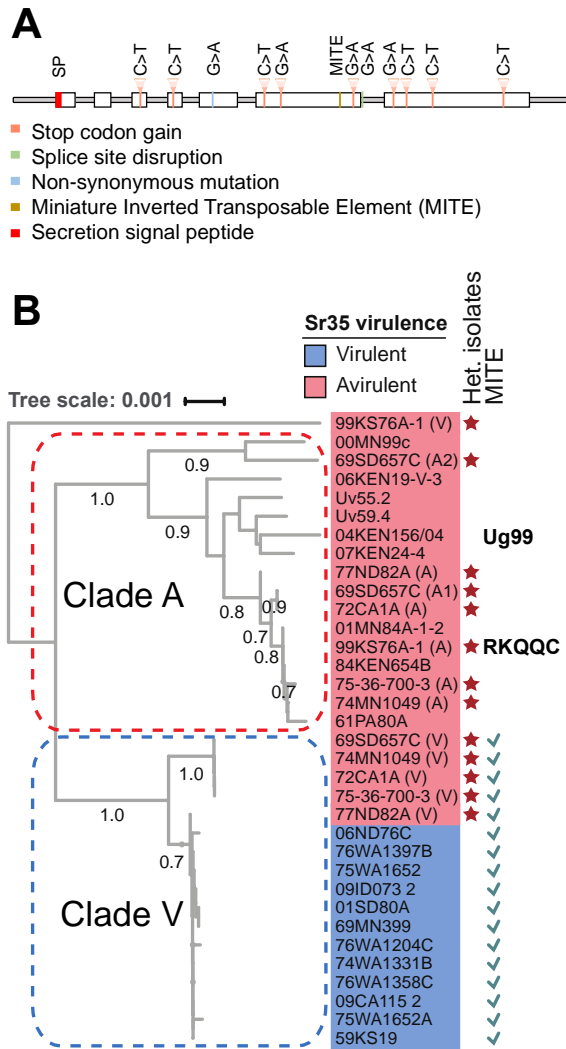 A
SP
C>T
C>T
G>A
C>T
G>A
MITE
G>A
G>A
G>A
C>T
C>T
C>T
Stop codon gain
Splice site disruption
Non-synonymous mutation
Miniature Inverted Transposable Element (MITE)
Secretion signal peptide
B
Sr35 virulence
Virulent
Avirulent
Het. isolates
MITE
Tree scale: 0.001
99KS76A-1 (V)
00MN99c
69SD657C (A2)
06KEN19-V-3
Uv55.2
Uv59.4
04KEN156/04 Ug99
07KEN24-4
77ND82A (A)
69SD657C (A1)
72CA1A (A)
01MN84A-1-2
99KS76A-1 (A) RKQQC
84KEN654B
75-36-700-3 (A)
74MN1049 (A)
61PA80A
69SD657C (V)
74MN1049 (V)
72CA1A (V)
75-36-700-3 (V)
77ND82A (V)
06ND76C
76WA1397B
75WA1652
09ID073 2
01SD80A
69MN399
76WA1204C
74WA1331B
76WA1358C
09CA115 2
75WA1652A
59KS19
Clade A
1.0
0.9
0.9
0.8
0.9
0.7
0.8
0.7
Clade V
1.0
1.0
0.7